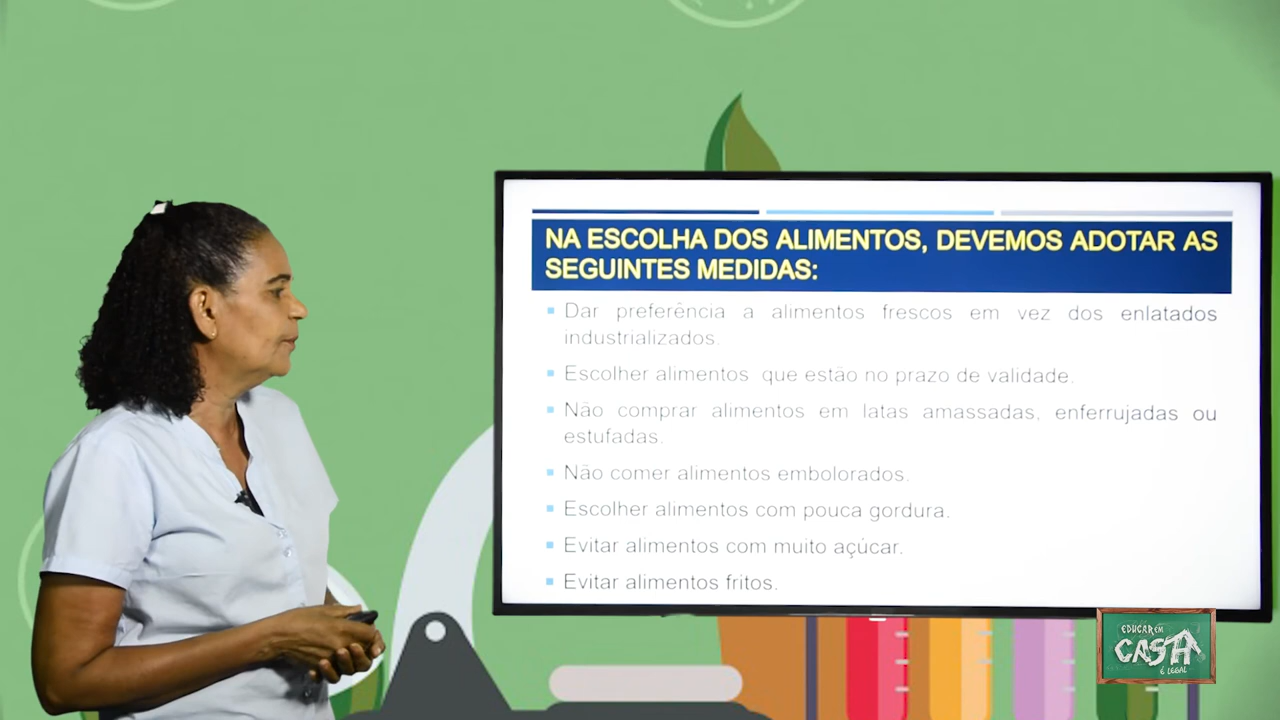 NA ESCOLHA DOS ALIMENTOS, DEVEMOS ADOTAR AS
SEGUINTES MEDIDAS:
Dar preferência a alimentos frescos em vez dos enlatados
industrializados.
Escolher alimentos que estão no prazo de validade.
Não comprar alimentos em latas amassadas, enferrujadas ou
estufadas.
Não comer alimentos embolorados.
Escolher alimentos com pouca gordura.
Evitar alimentos com muito açúcar.
Evitar alimentos fritos.
EDUCAR EM
CASA
É LEGAL